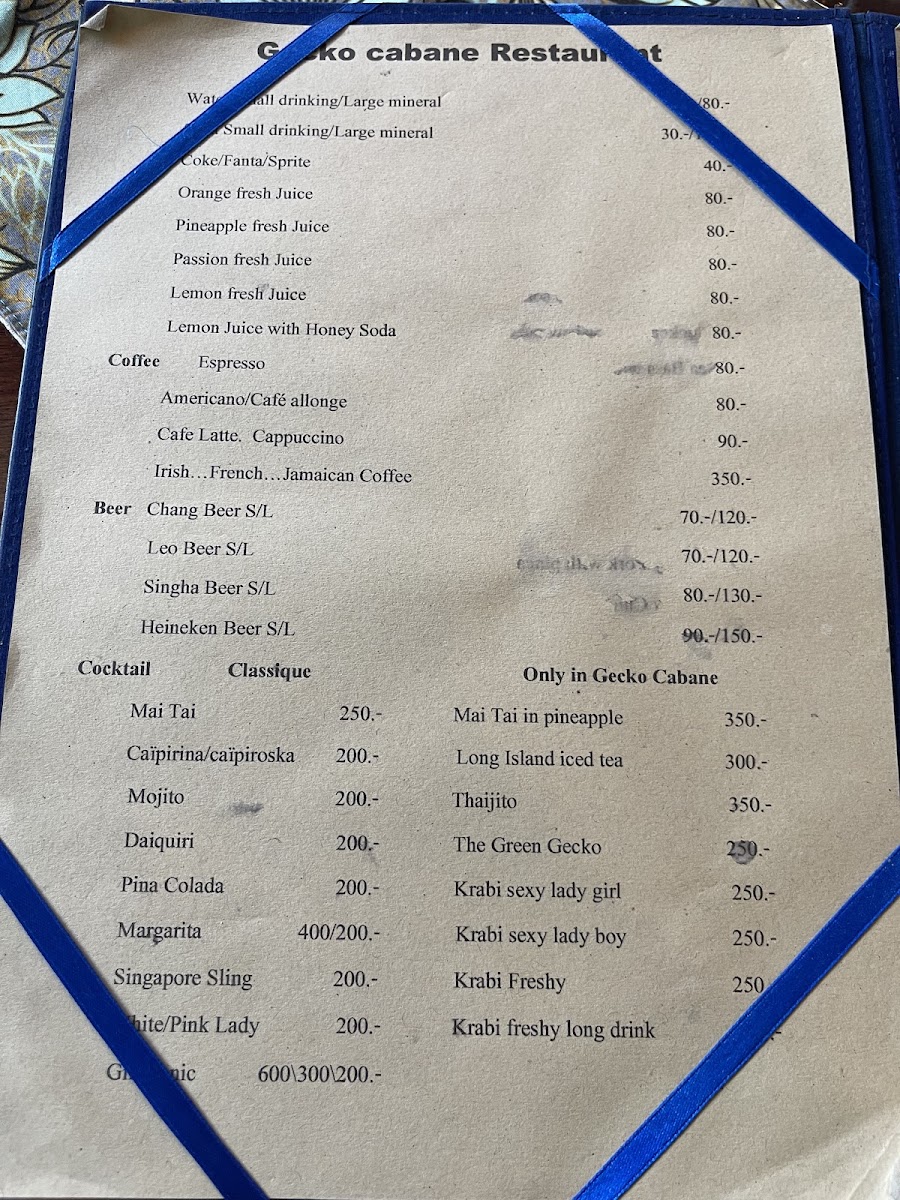 Gecko cabane Restaurant
drinking/Large mineral /80.-
Small drinking/Large mineral 30.-/
Coke/Fanta/Sprite 40.-
Orange fresh Juice 80.-
Pineapple fresh Juice 80.-
Passion fresh Juice 80.-
Lemon fresh Juice 80.-
Lemon Juice with Honey Soda 80.-
Coffee Espresso 80.-
Americano/Café allonge 80.-
Cafe Latte. Cappuccino 90.-
Irish…French…Jamaican Coffee 350.-
Beer Chang Beer S/L 70.-/120.-
Leo Beer S/L 70.-/120.-
Singha Beer S/L 80.-/130.-
Heineken Beer S/L 90.-/150.-
Cocktail Classique Only in Gecko Cabane
Mai Tai 250.- Mai Tai in pineapple 350.-
Caïpirina/caïpiroska 200.- Long Island iced tea 300.-
Mojito 200.- Thaijito 350.-
Daiquiri 200.- The Green Gecko 250.-
Pina Colada 200.- Krabi sexy lady girl 250.-
Margarita 400/200.- Krabi sexy lady boy 250.-
Singapore Sling 200.- Krabi Freshy 250
White/Pink Lady 200.- Krabi freshy long drink
600\300\200.-